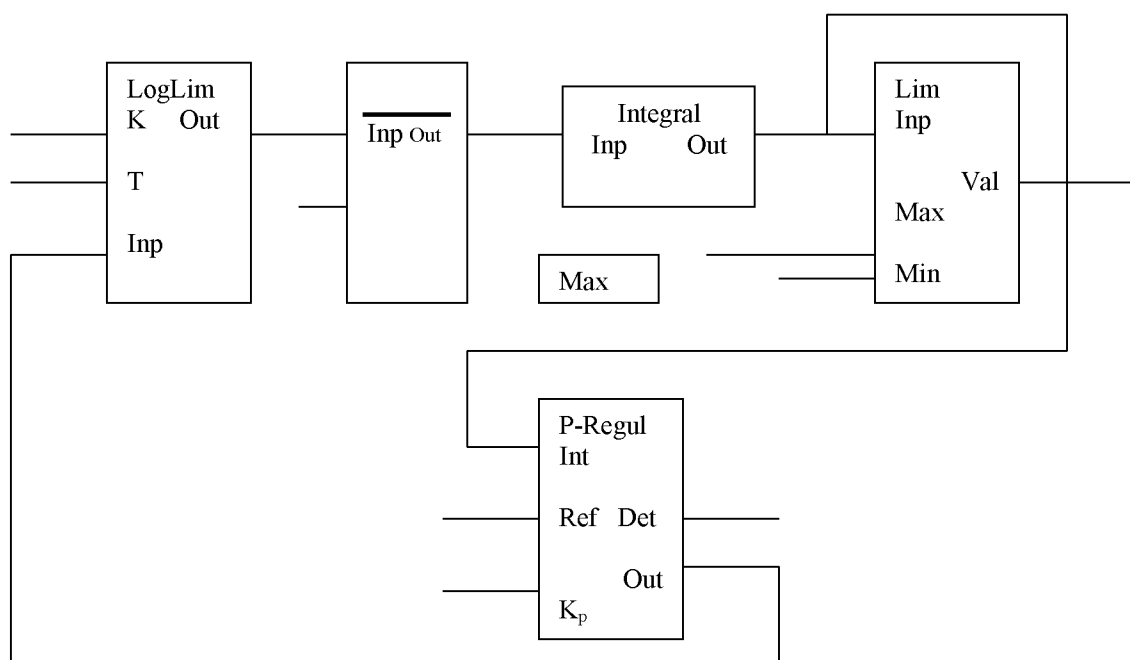 LogLim
K Out
T
Inp
Inp Out
Integral
Inp Out
Max
Lim
Inp
Val
Max
Min
P-Regul
Int
Ref Det
Out
Kp